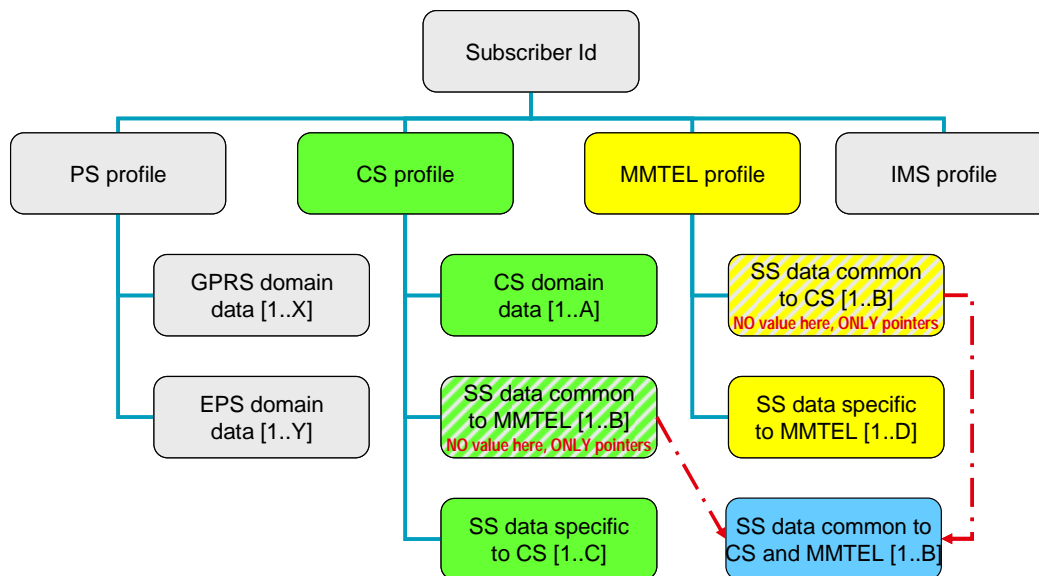 Subscriber Id
PS profile
CS profile
MMTEL profile
IMS profile
GPRS domain
data [1..X]
CS domain
data [1..A]
SS data common
to CS [1..B]
NO value here, ONLY pointers
EPS domain
data [1..Y]
SS data common
to MMTEL [1..B]
NO value here, ONLY pointers
SS data specific
to MMTEL [1..D]
SS data specific
to CS [1..C]
SS data common to
CS and MMTEL [1..B]